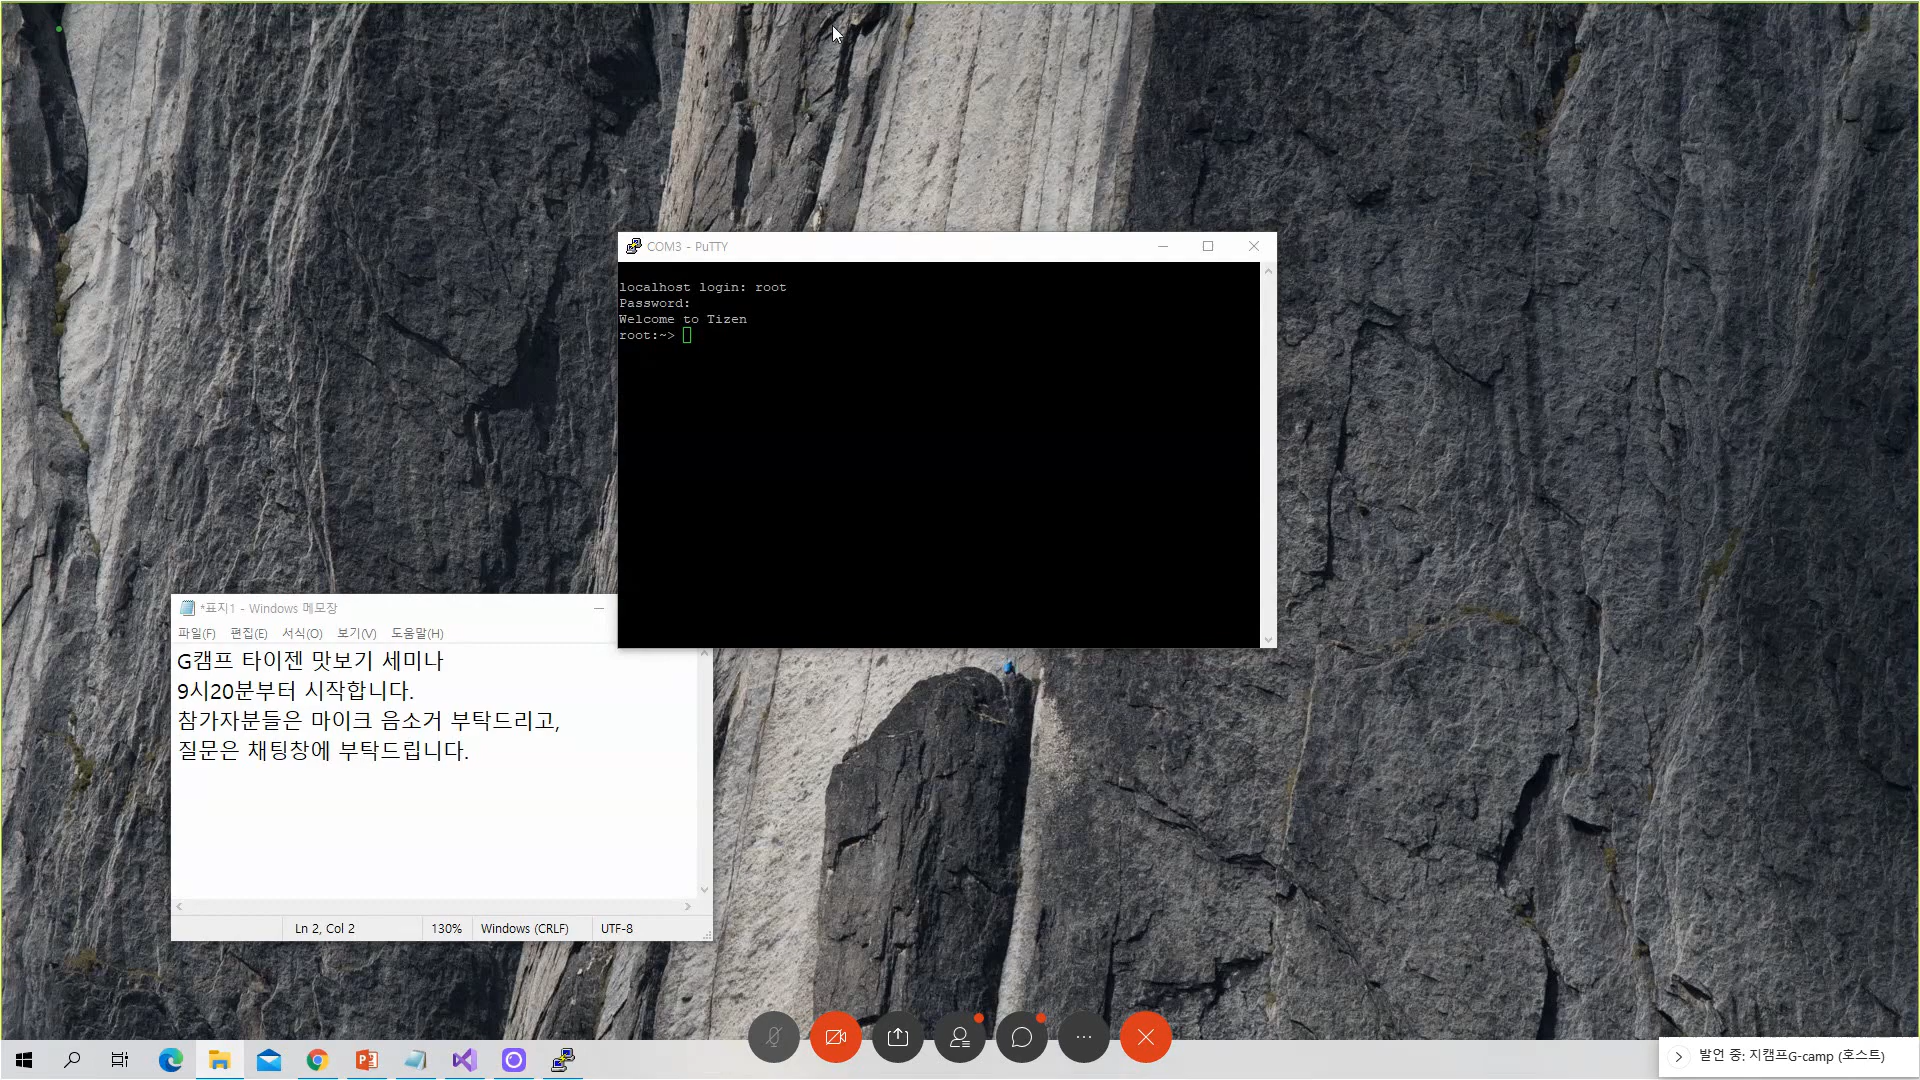 COM3 - PuTTY
localhost login: root
Password:
Welcome to Tizen
root:~>
*표지1 - Windows 메모장
파일(F) 편집(E) 서식(O) 보기(V) 도움말(H)
G캠프 타이젠 맛보기 세미나
9시20분부터 시작합니다.
참가자분들은 마이크 음소거 부탁드리고,
질문은 채팅창에 부탁드립니다.
Ln 2, Col 2 130% Windows (CRLF) UTF-8
발언 중: 지캠프G-camp (호스트)